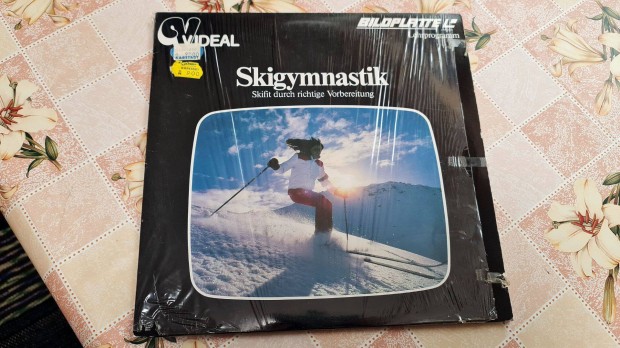 VIDEAL
BILDPLATTE
Lehrprogramm
Skigymnastik
Skifit durch richtige Vorbereitung